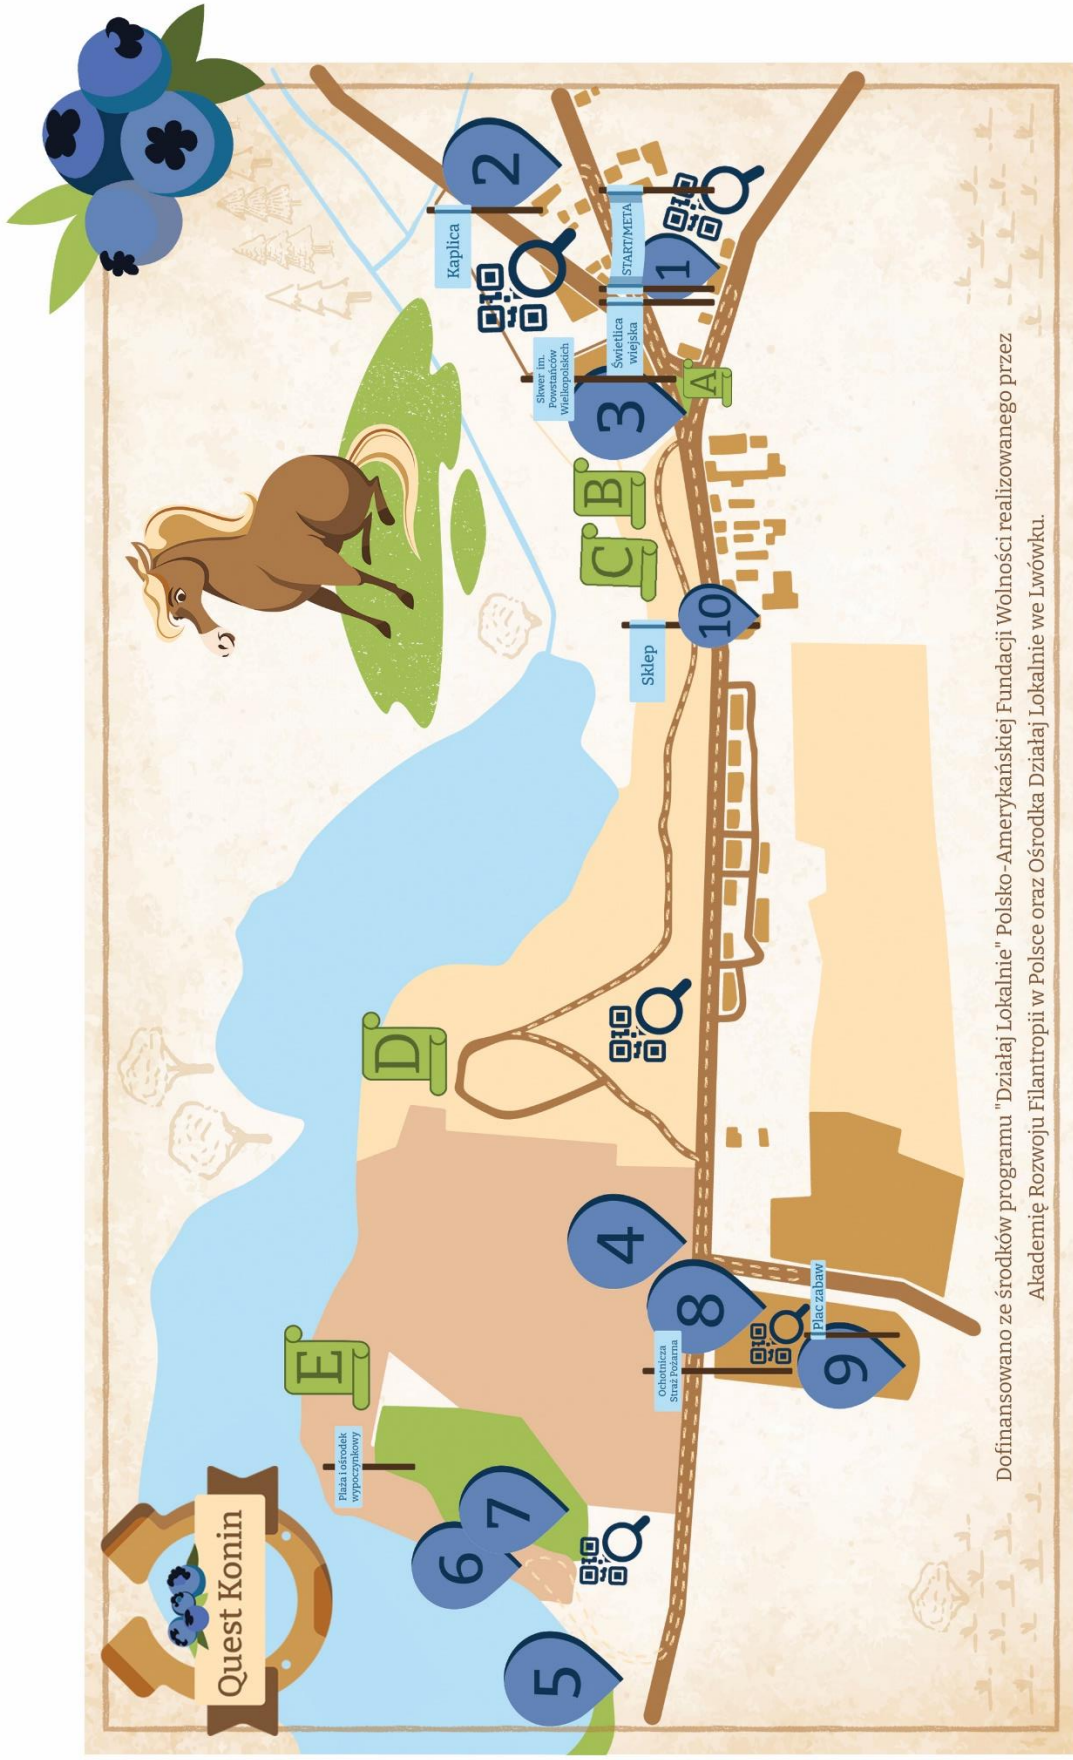 Quest Konin
Plaża i ośrodek
wypoczynkowy
E
D
C
B
A
Kaplica
2
Skwer im.
Powstańców
Wielkopolskich
3
Świetlica
wiejska
START/META
1
Sklep
10
4
5
6
7
Ochotnicza
Straż Pożarna
8
Plac zabaw
9
Dofinansowano ze środków programu "Działaj Lokalnie" Polsko-Amerykańskiej Fundacji Wolności realizowanego przez
Akademię Rozwoju Filantropii w Polsce oraz Ośrodka Działaj Lokalnie we Lwówku.